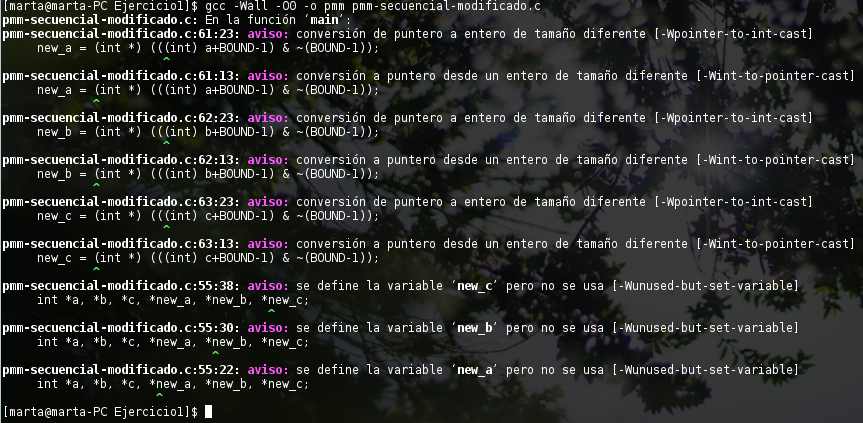 [marta@marta-PC Ejercicio1]$ gcc -Wall -O0 -o pmm pmm-secuencial-modificado.c
pmm-secuencial-modificado.c: En la función ‘main’:
pmm-secuencial-modificado.c:61:23: aviso: conversión de puntero a entero de tamaño diferente [-Wpointer-to-int-cast]
new_a = (int *) (((int) a+BOUND-1) & ~(BOUND-1));
^
pmm-secuencial-modificado.c:61:13: aviso: conversión a puntero desde un entero de tamaño diferente [-Wint-to-pointer-cast]
new_a = (int *) (((int) a+BOUND-1) & ~(BOUND-1));
^
pmm-secuencial-modificado.c:62:23: aviso: conversión de puntero a entero de tamaño diferente [-Wpointer-to-int-cast]
new_b = (int *) (((int) b+BOUND-1) & ~(BOUND-1));
^
pmm-secuencial-modificado.c:62:13: aviso: conversión a puntero desde un entero de tamaño diferente [-Wint-to-pointer-cast]
new_b = (int *) (((int) b+BOUND-1) & ~(BOUND-1));
^
pmm-secuencial-modificado.c:63:23: aviso: conversión de puntero a entero de tamaño diferente [-Wpointer-to-int-cast]
new_c = (int *) (((int) c+BOUND-1) & ~(BOUND-1));
^
pmm-secuencial-modificado.c:63:13: aviso: conversión a puntero desde un entero de tamaño diferente [-Wint-to-pointer-cast]
new_c = (int *) (((int) c+BOUND-1) & ~(BOUND-1));
^
pmm-secuencial-modificado.c:55:38: aviso: se define la variable ‘new_c’ pero no se usa [-Wunused-but-set-variable]
int *a, *b, *c, *new_a, *new_b, *new_c;
^
pmm-secuencial-modificado.c:55:30: aviso: se define la variable ‘new_b’ pero no se usa [-Wunused-but-set-variable]
int *a, *b, *c, *new_a, *new_b, *new_c;
^
pmm-secuencial-modificado.c:55:22: aviso: se define la variable ‘new_a’ pero no se usa [-Wunused-but-set-variable]
int *a, *b, *c, *new_a, *new_b, *new_c;
^
[marta@marta-PC Ejercicio1]$